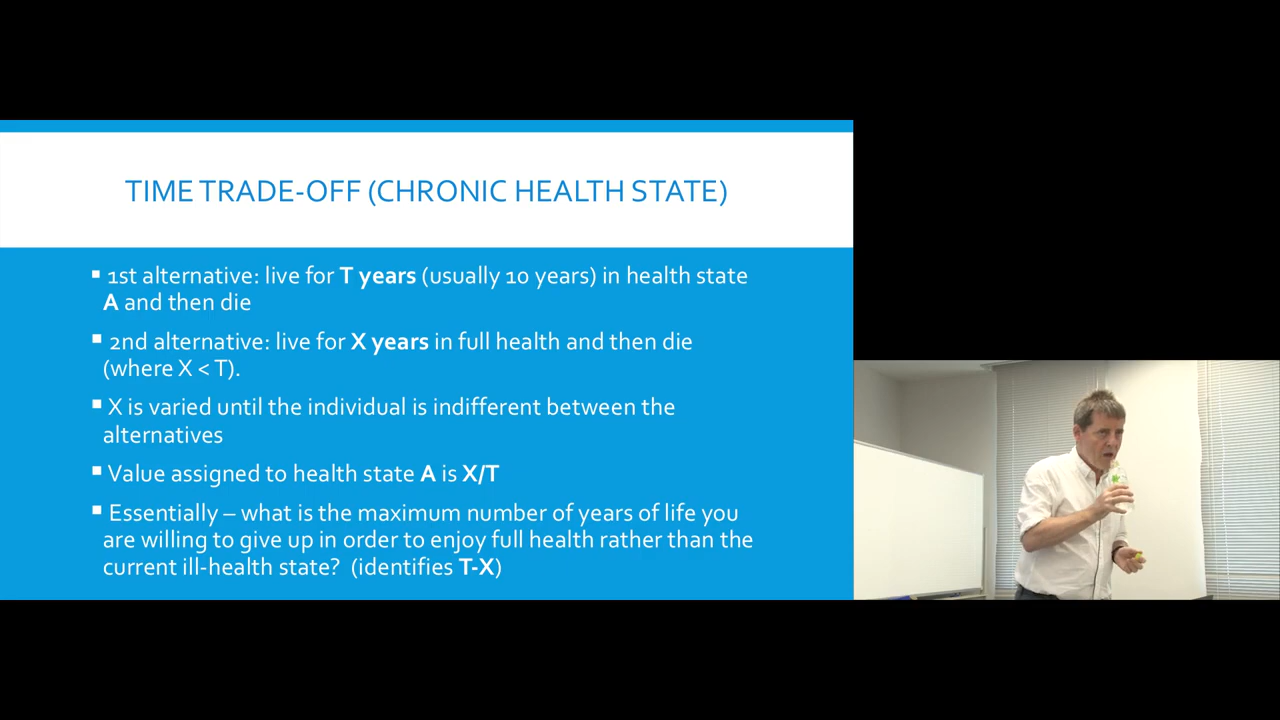 TIME TRADE-OFF (CHRONIC HEALTH STATE)
▪ 1st alternative: live for T years (usually 10 years) in health state
A and then die
▪ 2nd alternative: live for X years in full health and then die
(where X < T).
▪ X is varied until the individual is indifferent between the
alternatives
▪ Value assigned to health state A is X/T
▪ Essentially – what is the maximum number of years of life you
are willing to give up in order to enjoy full health rather than the
current ill-health state? (identifies T-X)